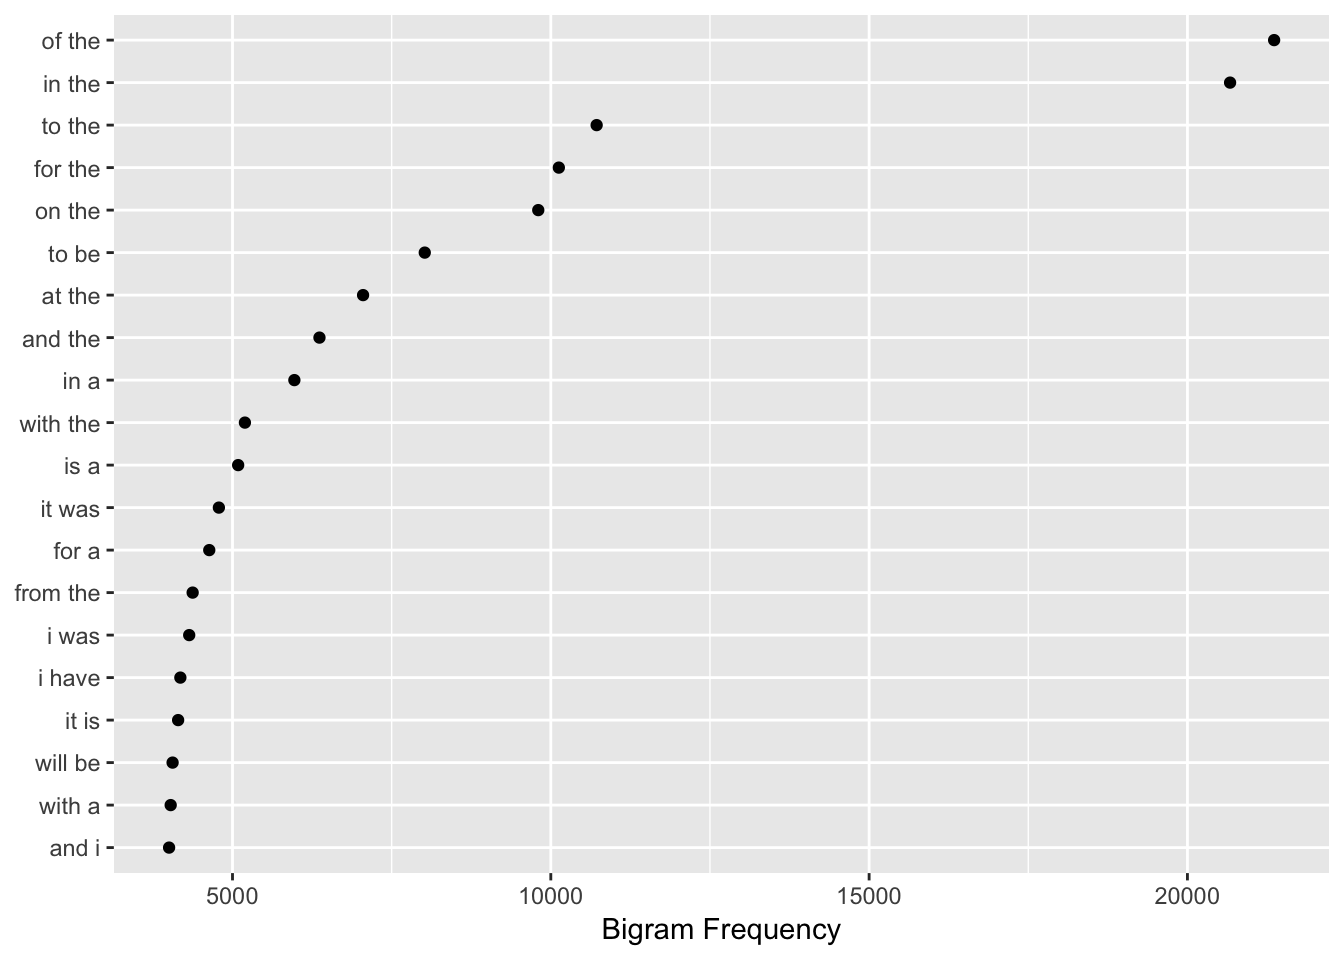 of the
in the
to the
for the
on the
to be
at the
and the
in a
with the
is a
it was
for a
from the
i was
i have
it is
will be
with a
and i
5000 10000 15000 20000
Bigram Frequency